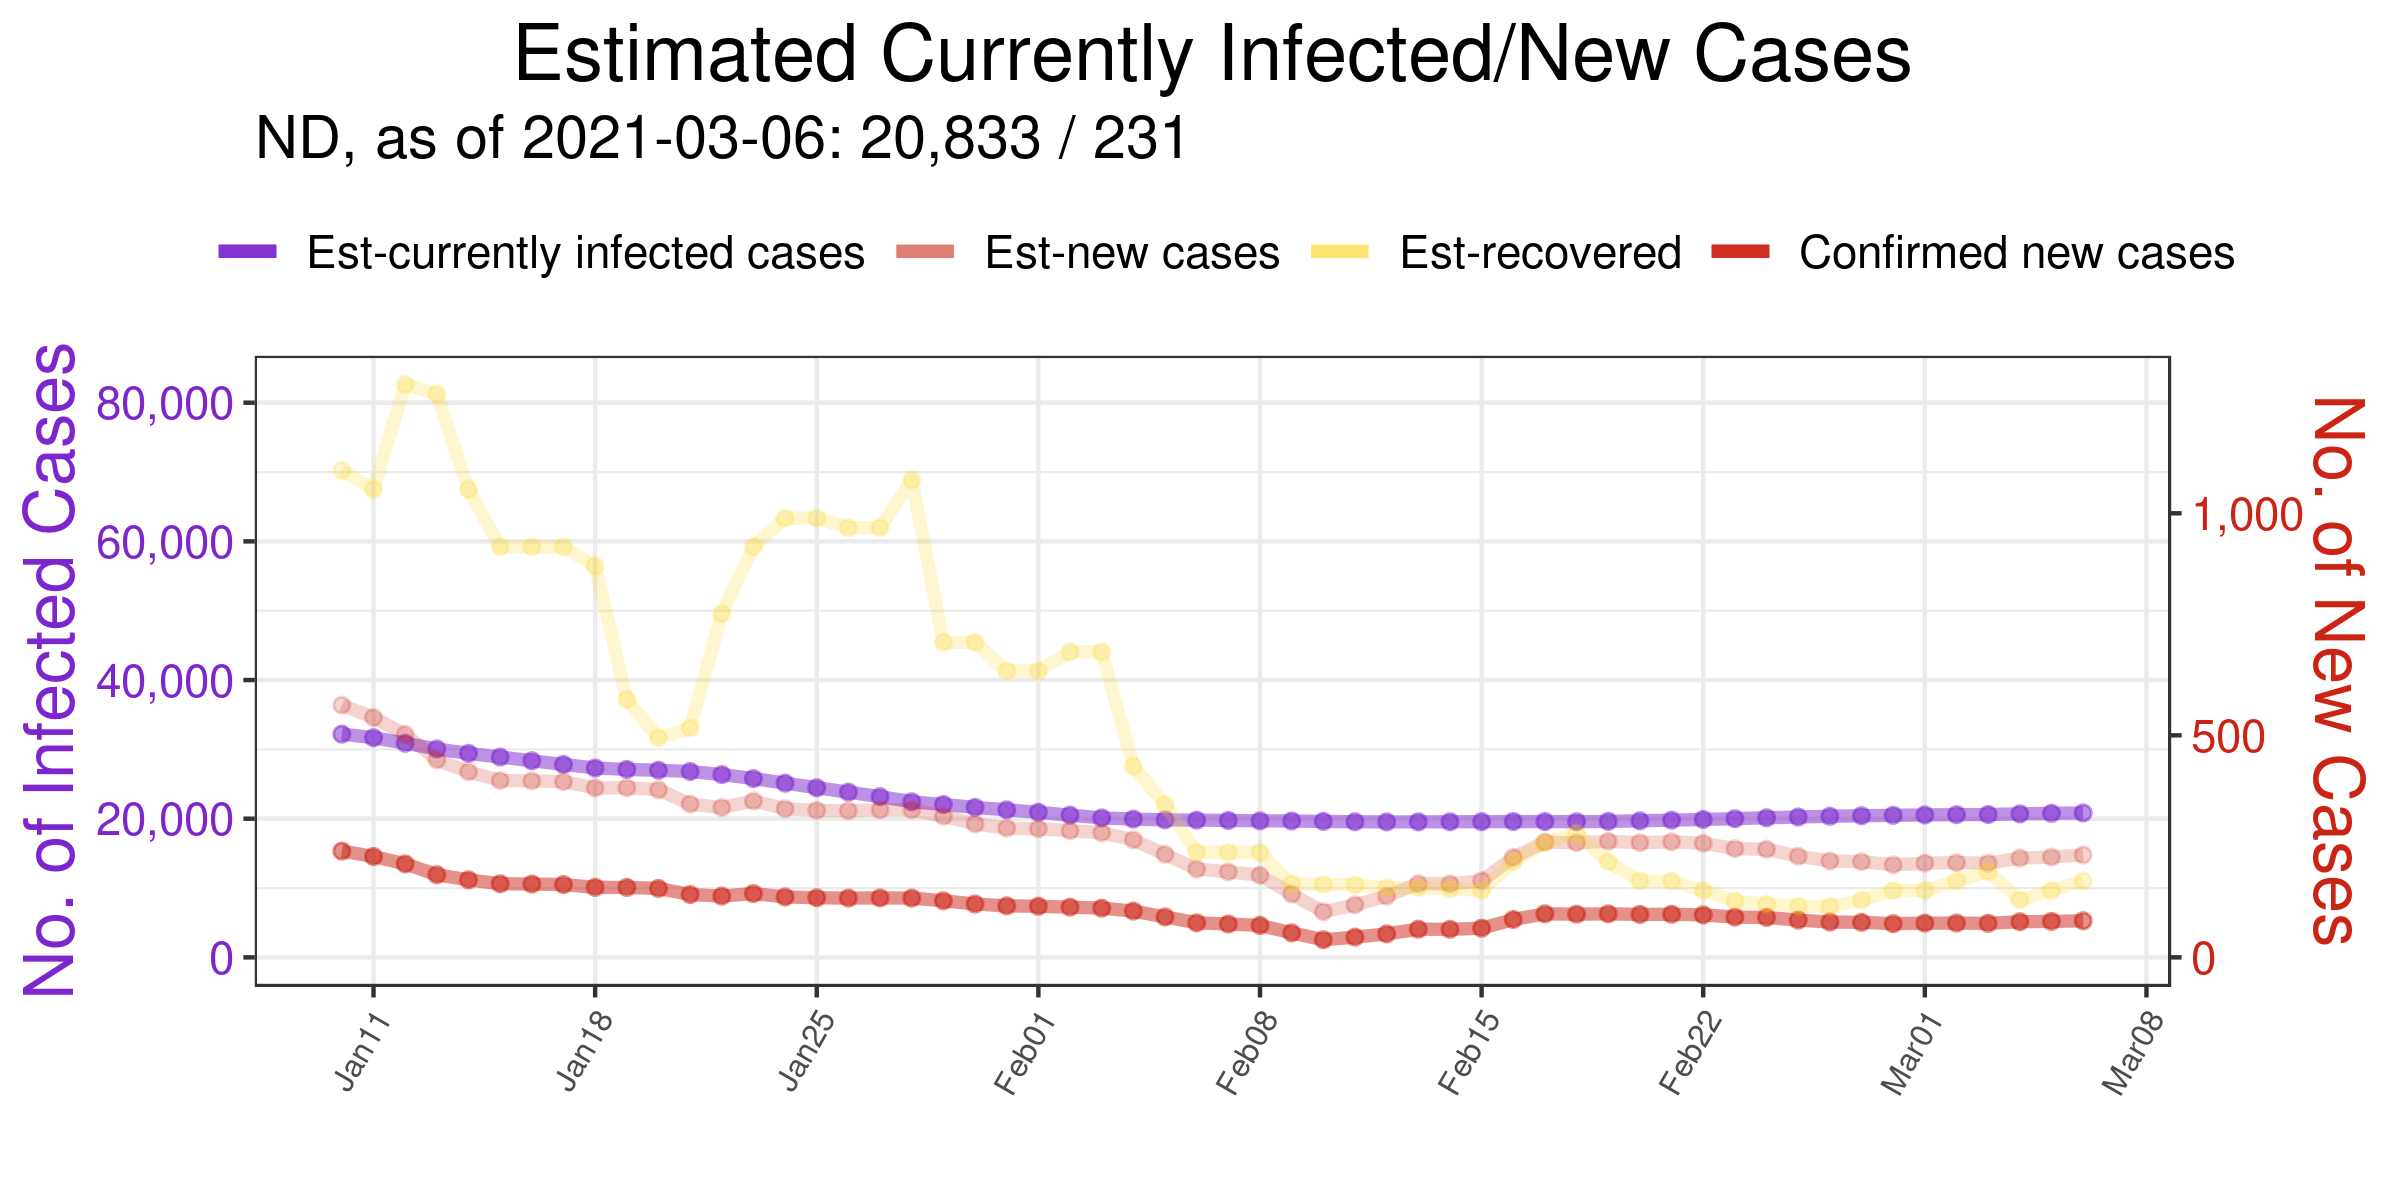 Estimated Currently Infected/New Cases
ND, as of 2021-03-06: 20,833 / 231
Est-currently infected cases Est-new cases Est-recovered Confirmed new cases
No. of Infected Cases
80,000
60,000
40,000
20,000
0
No. of New Cases
1,000
500
0
Jan11 Jan18 Jan25 Feb01 Feb08 Feb15 Feb22 Mar01 Mar08